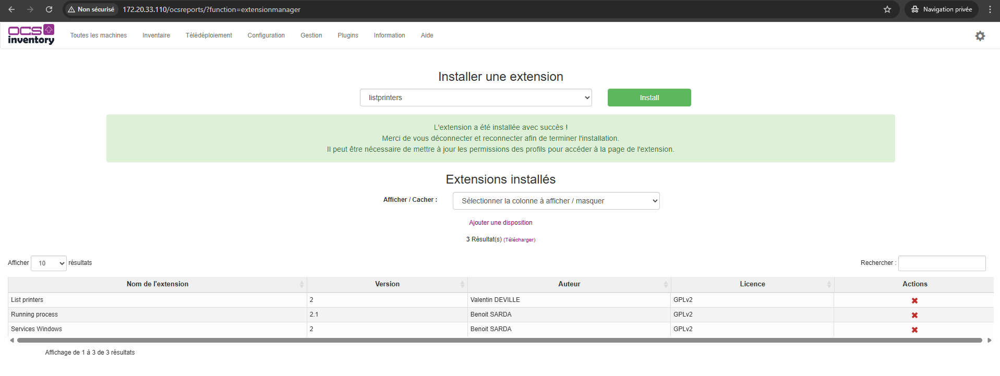 Non sécurisé 172.20.33.110/ocsreports/?function=extensionmanager Navigation privée
OCS inventory
Toutes les machines Inventaire Télédéploiement Configuration Gestion Plugins Information Aide
Installer une extension
listprinters Install
L'extension a été installée avec succès !
Merci de vous déconnecter et reconnecter afin de terminer l'installation.
Il peut être nécessaire de mettre à jour les permissions des profils pour accéder à la page de l'extension.
Extensions installés
Afficher / Cacher : Sélectionner la colonne à afficher / masquer
Ajouter une disposition
3 Résultat(s) (Télécharger)
Afficher 10 résultats Rechercher :
Nom de l'extension Version Auteur Licence Actions
List printers 2 Valentin DEVILLE GPLv2
Running process 2.1 Benoit SARDA GPLv2
Services Windows 2 Benoit SARDA GPLv2
Affichage de 1 à 3 de 3 résultats